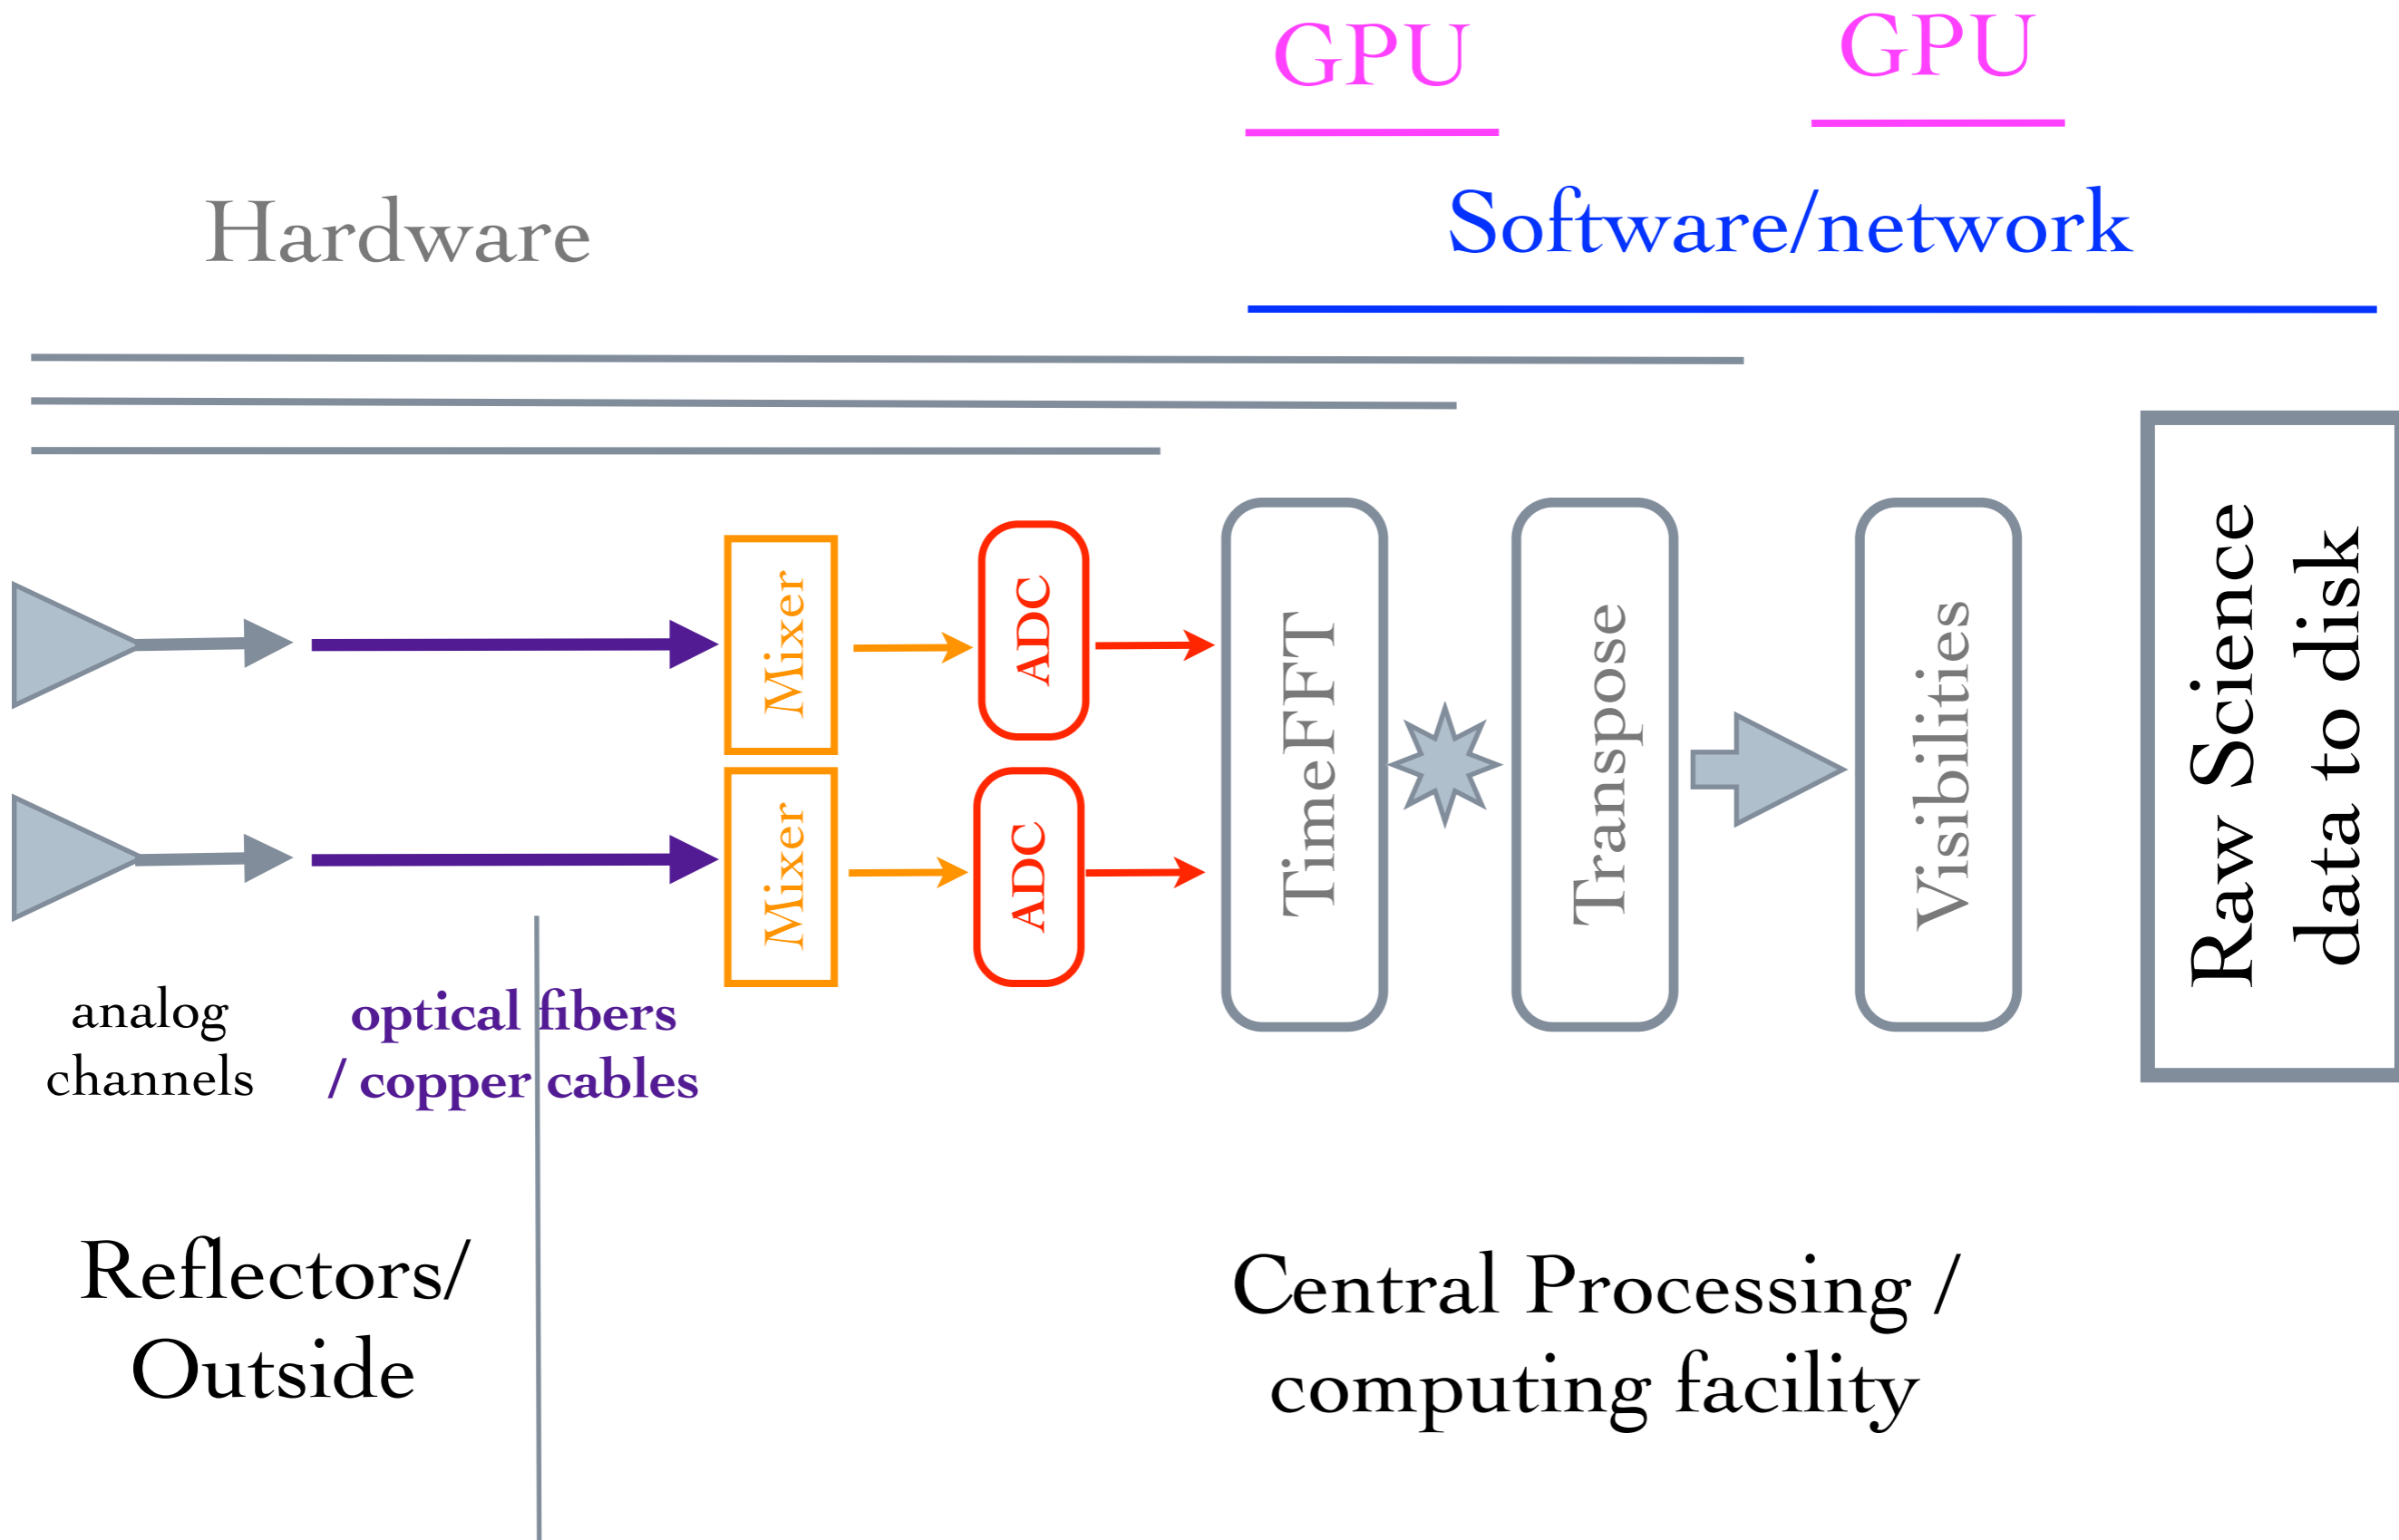 GPU
GPU
Hardware
Software/network
Mixer
ADC
Mixer
ADC
TimeFFT
Transpose
Visibilities
Raw Science
data to disk
analog
channels
optical fibers
/ copper cables
Reflectors/
Outside
Central Processing /
computing facility